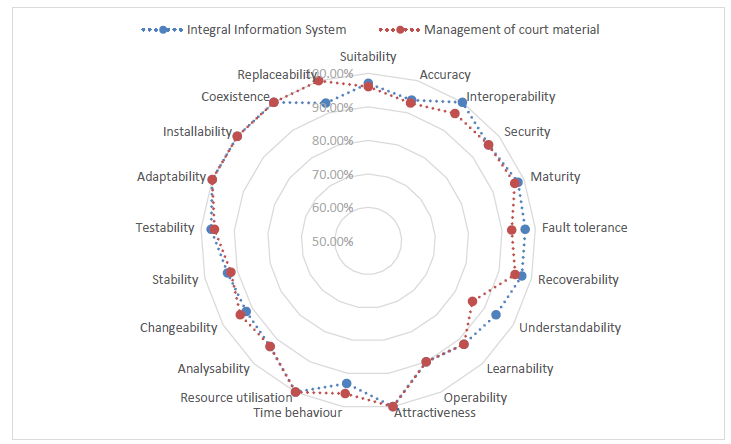 Integral Information System
Management of court material
Suitability
Replaceability
100.00%
Accuracy
Coexistence
Interoperability
90.00%
Installability
Security
80.00%
Adaptability
70.00%
Maturity
60.00%
Testability
50.00%
Fault tolerance
Stability
Recoverability
Changeability
Understandability
Analysability
Learnability
Resource utilisation
Operability
Time behaviour
Attractiveness